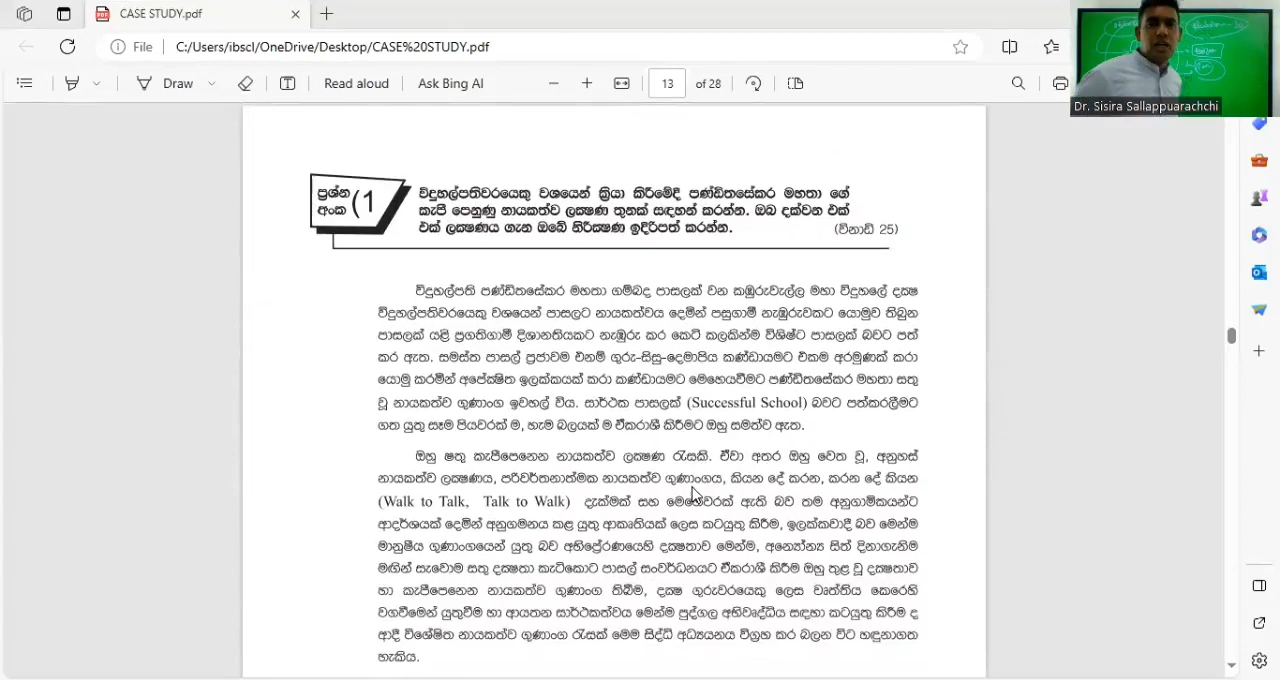 CASE STUDY.pdf
File
C:/Users/ibscl/OneDrive/Desktop/CASE%20STUDY.pdf
Draw
Read aloud
Ask Bing AI
13 of 28
Dr. Sisira Sallappuarachchi
ප්‍රශ්න අංක (1
විදුහල්පතිවරයෙකු වශයෙන් ක්‍රියා කිරීමේදී පණ්ඩිතසේකර මහතා ගේ
කැපී පෙනුණු නායකත්ව ලක්‍ෂණ තුනක් සඳහන් කරන්න. ඔබ දක්වන එක්
එක් ලක්‍ෂණය ගැන ඔබේ නිරීක්‍ෂණ ඉදිරිපත් කරන්න. (විනාඩි 25)
විදුහල්පති පණ්ඩිතසේකර මහතා ගම්බද පාසලක් වන කඹුරුවැල්ල මහා විදුහලේ දක්‍ෂ
විදුහල්පතිවරයෙකු වශයෙන් පාසලට නායකත්වය දෙමින් පසුගාමී නැඹුරුවකට යොමුව තිබුන
පාසලක් යළි ප්‍රගතිගාමී දිශානතියකට නැඹුරු කර කෙටි කලකින්ම විශිෂ්ට පාසලක් බවට පත්
කර ඇත. සමස්ත පාසල් ප්‍රජාවම එනම් ගුරු-සිසු-දෙමාපිය කණ්ඩායමට එකම අරමුණක් කරා
යොමු කරමින් අපේක්‍ෂිත ඉලක්කයක් කරා කණ්ඩායමට මෙහෙයවීමට පණ්ඩිතසේකර මහතා සතු
වූ නායකත්ව ගුණාංග ඉවහල් විය. සාර්ථක පාසලක් (Successful School) බවට පත්කරලීමට
ගත යුතු සෑම පියවරක් ම, හැම බලයක් ම ඒකරාශී කිරීමට ඔහු සමත්ව ඇත.
ඔහු ෂතු කැපීපෙනෙන නායකත්ව ලක්‍ෂණ රැසකි. ඒවා අතර ඔහු වෙත වූ, අනුහස්
නායකත්ව ලක්‍ෂණය, පරිවර්තනාත්මක නායකත්ව ගුණාංගය, කියන දේ කරන, කරන දේ කියන
(Walk to Talk, Talk to Walk) දැක්මක් සහ මෙහෙවරක් ඇති බව තම අනුගාමිකයන්ට
ආදර්ශයක් දෙමින් අනුගමනය කළ යුතු ආකෘතියක් ලෙස කටයුතු කිරීම, ඉලක්කවාදී බව මෙන්ම
මානුෂීය ගුණාංගයෙන් යුතු බව අභිප්‍රේරණයෙහි දක්‍ෂතාව මෙන්ම, අන්‍යෝන්‍ය සිත් දිනාගැනීම
මඟින් සැවොම සතු දක්‍ෂතා කැටිකොට පාසල් සංවර්ධනයට ඒකරාශී කිරීම ඔහු තුළ වූ දක්‍ෂතාව
හා කැපීපෙනෙන නායකත්ව ගුණාංග තිබීම, දක්‍ෂ ගුරුවරයෙකු ලෙස වෘත්තිය කෙරෙහි
වගවීමෙන් යුතුවීම හා ආයතන සාර්ථකත්වය මෙන්ම පුද්ගල අභිවෘද්ධිය සඳහා කටයුතු කිරීම ද
ආදී විශේෂිත නායකත්ව ගුණාංග රැසක් මෙම සිද්ධි අධ්‍යයනය විග්‍රහ කර බලන විට හඳුනාගත
හැකිය.